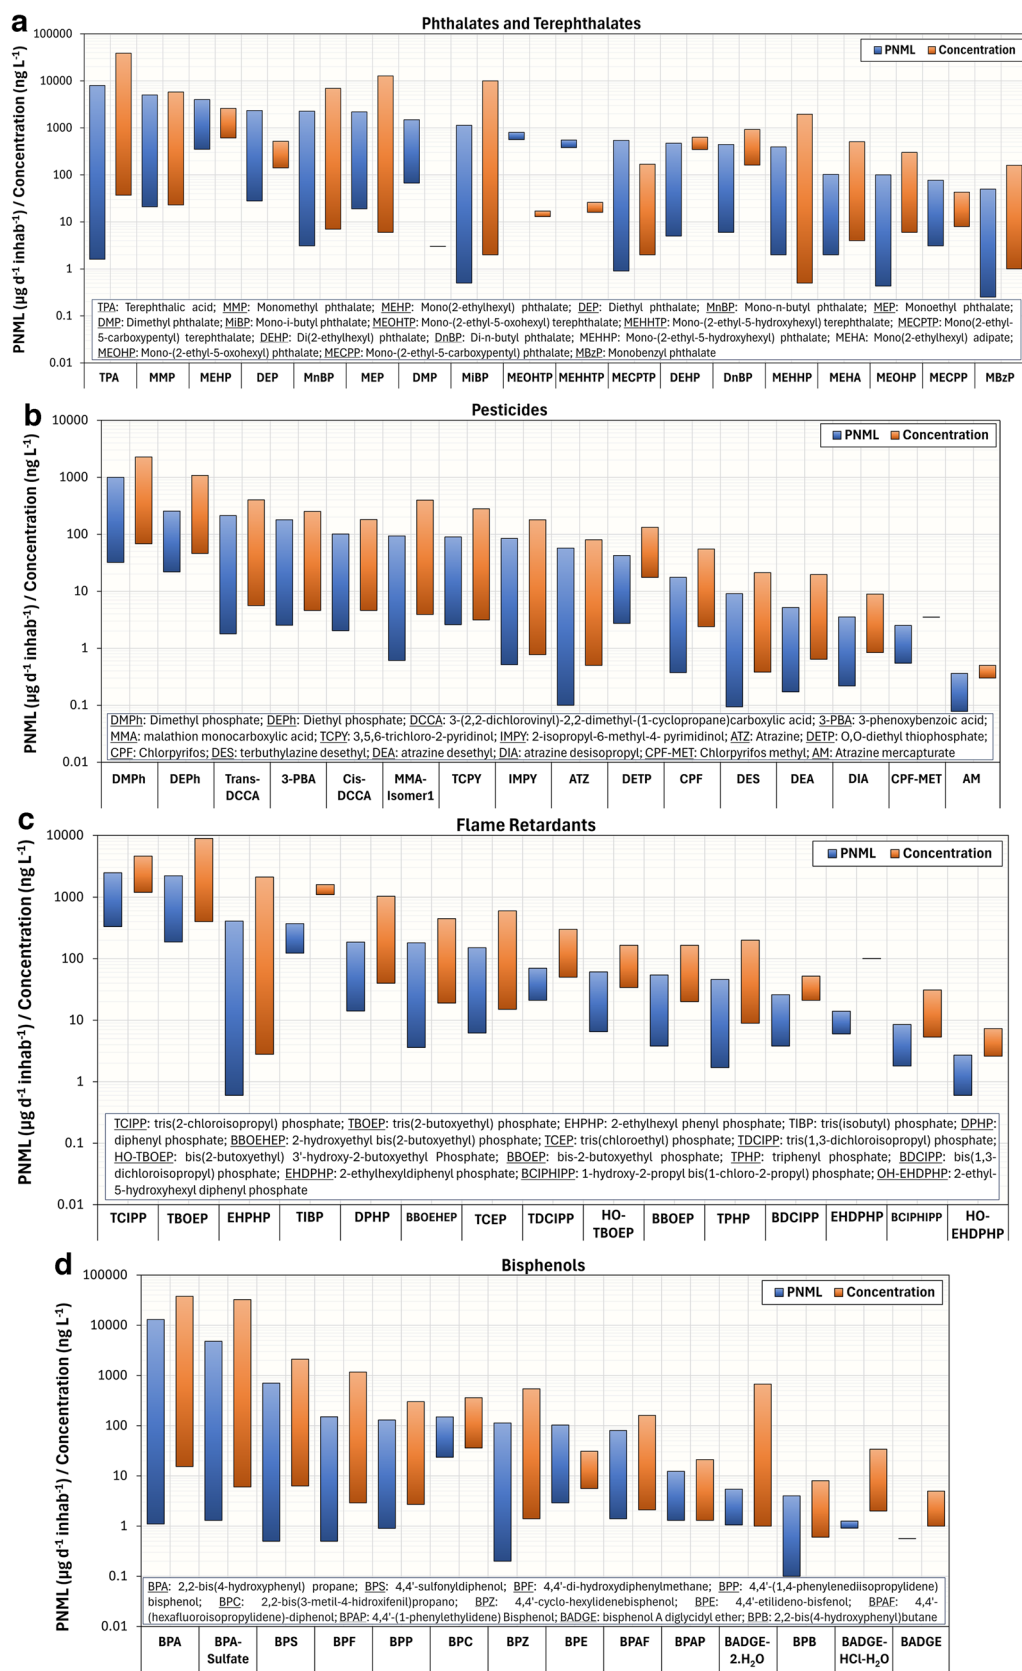 a
Phthalates and Terephthalates
PNML (µg d-1 inhab-1) / Concentration (ng L-1)
100000
10000
1000
100
10
1
0.1
0.01
PNML Concentration
TPA: Terephthalic acid; MMP: Monomethyl phthalate; MEHP: Mono(2-ethylhexyl) phthalate; DEP: Diethyl phthalate; MnBP: Mono-n-butyl phthalate; MEP: Monoethyl phthalate;
DMP: Dimethyl phthalate; MiBP: Mono-i-butyl phthalate; MEOHTP: Mono-(2-ethyl-5-oxohexyl) terephthalate; MEHHTP: Mono-(2-ethyl-5-hydroxyhexyl) terephthalate; MECPTP: Mono(2-ethyl-
5-carboxypentyl) terephthalate; DEHP: Di(2-ethylhexyl) phthalate; DnBP: Di-n-butyl phthalate; MEHHP: Mono-(2-ethyl-5-hydroxyhexyl) phthalate; MEHA: Mono(2-ethylhexyl) adipate;
MEOHP: Mono-(2-ethyl-5-oxohexyl) phthalate; MECPP: Mono-(2-ethyl-5-carboxypentyl) phthalate; MBzP: Monobenzyl phthalate
TPA MMP MEHP DEP MnBP MEP DMP MiBP MEOHTP MEHHTP MECPTP DEHP DnBP MEHHP MEHA MEOHP MECPP MBzP
b
Pesticides
PNML (µg d-1 inhab-1) / Concentration (ng L-1)
10000
1000
100
10
1
0.1
0.01
PNML Concentration
DMPh: Dimethyl phosphate; DEPh: Diethyl phosphate; DCCA: 3-(2,2-dichlorovinyl)-2,2-dimethyl-(1-cyclopropane)carboxylic acid; 3-PBA: 3-phenoxybenzoic acid;
MMA: malathion monocarboxylic acid; TCPY: 3,5,6-trichloro-2-pyridinol; IMPY: 2-isopropyl-6-methyl-4- pyrimidinol; ATZ: Atrazine; DETP: O,O-diethyl thiophosphate;
CPF: Chlorpyrifos; DES: terbuthylazine desethyl; DEA: atrazine desethyl; DIA: atrazine desisopropyl; CPF-MET: Chlorpyrifos methyl; AM: Atrazine mercapturate
DMPh DEPh Trans- 3-PBA Cis- MMA- TCPY IMPY ATZ DETP CPF DES DEA DIA CPF-MET AM
DCCA DCCA Isomer1
c
Flame Retardants
PNML (µg d-1 inhab-1) / Concentration (ng L-1)
10000
1000
100
10
1
0.1
0.01
PNML Concentration
TCIPP: tris(2-chloroisopropyl) phosphate; TBOEP: tris(2-butoxyethyl) phosphate; EHPHP: 2-ethylhexyl phenyl phosphate; TIBP: tris(isobutyl) phosphate; DPHP:
diphenyl phosphate; BBOEHEP: 2-hydroxyethyl bis(2-butoxyethyl) phosphate; TCEP: tris(chloroethyl) phosphate; TDCIPP: tris(1,3-dichloroisopropyl) phosphate;
HO-TBOEP: bis(2-butoxyethyl) 3'-hydroxy-2-butoxyethyl Phosphate; BBOEP: bis-2-butoxyethyl phosphate; TPHP: triphenyl phosphate; BDCIPP: bis(1,3-
dichloroisopropyl) phosphate; EHDPHP: 2-ethylhexyldiphenyl phosphate; BCIPHIPP: 1-hydroxy-2-propyl bis(1-chloro-2-propyl) phosphate; OH-EHDPHP: 2-ethyl-
5-hydroxyhexyl diphenyl phosphate
TCIPP TBOEP EHPHP TIBP DPHP BBOEHEP TCEP TDCIPP HO- BBOEP TPHP BDCIPP EHDPHP BCIPHIPP HO-
TBOEP EHDPHP
d
Bisphenols
PNML (µg d-1 inhab-1) / Concentration (ng L-1)
100000
10000
1000
100
10
1
0.1
0.01
PNML Concentration
BPA: 2,2-bis(4-hydroxyphenyl) propane; BPS: 4,4'-sulfonyldiphenol; BPF: 4,4'-di-hydroxydiphenylmethane; BPP: 4,4'-(1,4-phenylenediisopropylidene)
bisphenol; BPC: 2,2-bis(3-metil-4-hidroxifenil)propano; BPZ: 4,4'-cyclo-hexylidenebisphenol; BPE: 4,4'-etilideno-bisfenol; BPAF: 4,4'-
(hexafluoroisopropylidene)-diphenol; BPAP: 4,4'-(1-phenylethylidene) Bisphenol; BADGE: bisphenol A diglycidyl ether; BPB: 2,2-bis(4-hydroxyphenyl)butane
BPA BPA- BPS BPF BPP BPC BPZ BPE BPAF BPAP BADGE- BPB BADGE- BADGE
Sulfate 2.H2O HCl-H2O